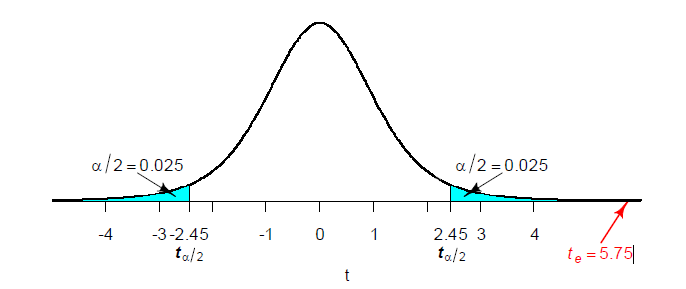 α/2 = 0.025 α/2 = 0.025
-4 -3 -2.45 -1 0 1 2.45 3 4
tα/2 tα/2 te = 5.75
t